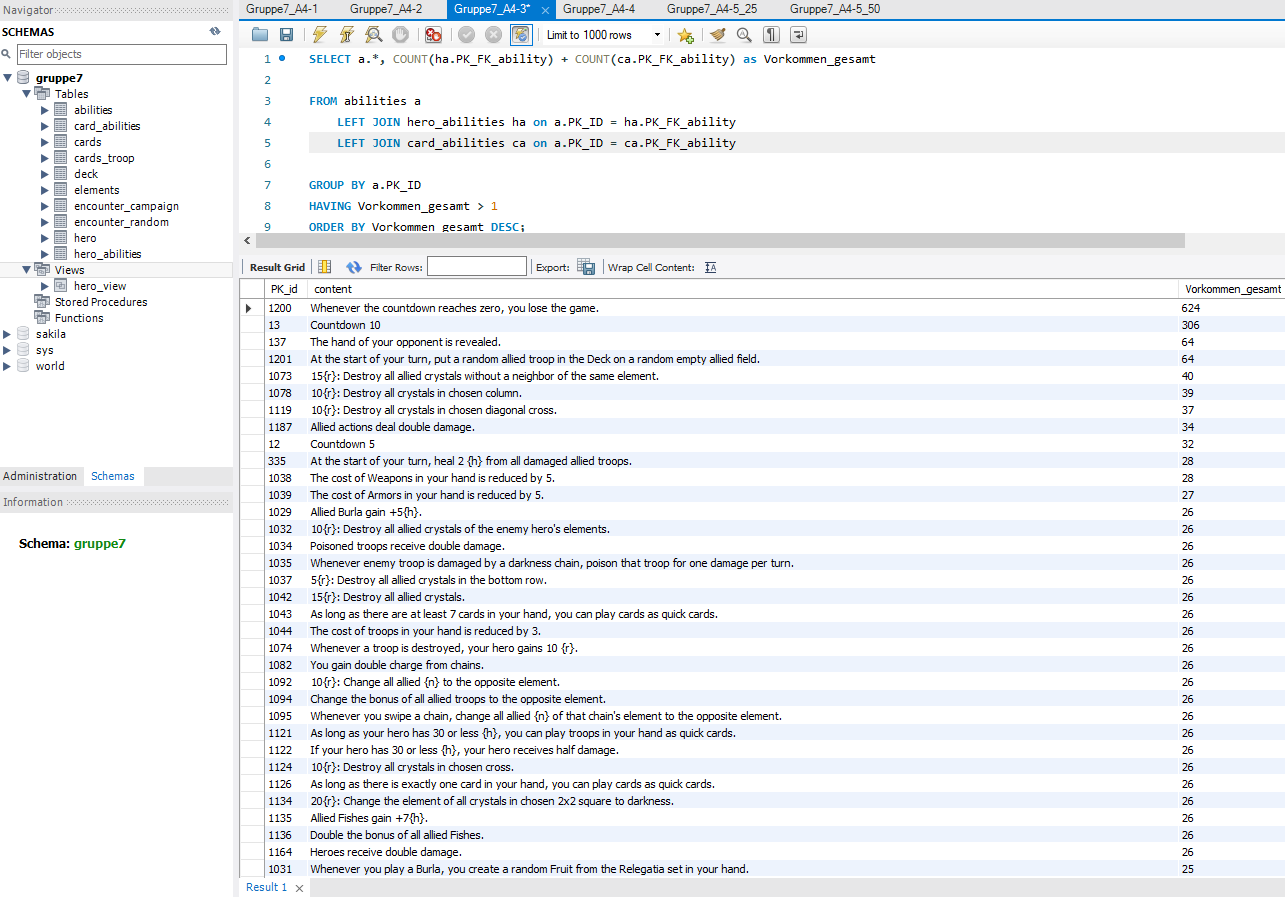 Navigator
SCHEMAS
Filter objects
gruppe7
Tables
abilities
card_abilities
cards
cards_troop
deck
elements
encounter_campaign
encounter_random
hero
hero_abilities
Views
hero_view
Stored Procedures
Functions
sakila
sys
world
Administration Schemas
Information
Schema: gruppe7
Gruppe7_A4-1 Gruppe7_A4-2 Gruppe7_A4-3* Gruppe7_A4-4 Gruppe7_A4-5_25 Gruppe7_A4-5_50
Limit to 1000 rows
1 SELECT a.*, COUNT(ha.PK_FK_ability) + COUNT(ca.PK_FK_ability) as Vorkommen_gesamt
2
3 FROM abilities a
4 LEFT JOIN hero_abilities ha on a.PK_ID = ha.PK_FK_ability
5 LEFT JOIN card_abilities ca on a.PK_ID = ca.PK_FK_ability
6
7 GROUP BY a.PK_ID
8 HAVING Vorkommen_gesamt > 1
9 ORDER BY Vorkommen_gesamt DESC;
Result Grid Filter Rows: Export: Wrap Cell Content:
PK_id content Vorkommen_gesamt
1200 Whenever the countdown reaches zero, you lose the game. 624
13 Countdown 10 306
137 The hand of your opponent is revealed. 64
1201 At the start of your turn, put a random allied troop in the Deck on a random empty allied field. 64
1073 15{r}: Destroy all allied crystals without a neighbor of the same element. 40
1078 10{r}: Destroy all crystals in chosen column. 39
1119 10{r}: Destroy all crystals in chosen diagonal cross. 37
1187 Allied actions deal double damage. 34
12 Countdown 5 32
335 At the start of your turn, heal 2 {h} from all damaged allied troops. 28
1038 The cost of Weapons in your hand is reduced by 5. 28
1039 The cost of Armors in your hand is reduced by 5. 27
1029 Allied Burla gain +5{h}. 26
1032 10{r}: Destroy all allied crystals of the enemy hero's elements. 26
1034 Poisoned troops receive double damage. 26
1035 Whenever enemy troop is damaged by a darkness chain, poison that troop for one damage per turn. 26
1037 5{r}: Destroy all allied crystals in the bottom row. 26
1042 15{r}: Destroy all allied crystals. 26
1043 As long as there are at least 7 cards in your hand, you can play cards as quick cards. 26
1044 The cost of troops in your hand is reduced by 3. 26
1074 Whenever a troop is destroyed, your hero gains 10 {r}. 26
1082 You gain double charge from chains. 26
1092 10{r}: Change all allied {n} to the opposite element. 26
1094 Change the bonus of all allied troops to the opposite element. 26
1095 Whenever you swipe a chain, change all allied {n} of that chain's element to the opposite element. 26
1121 As long as your hero has 30 or less {h}, you can play troops in your hand as quick cards. 26
1122 If your hero has 30 or less {h}, your hero receives half damage. 26
1124 10{r}: Destroy all crystals in chosen cross. 26
1126 As long as there is exactly one card in your hand, you can play cards as quick cards. 26
1134 20{r}: Change the element of all crystals in chosen 2x2 square to darkness. 26
1135 Allied Fishes gain +7{h}. 26
1136 Double the bonus of all allied Fishes. 26
1164 Heroes receive double damage. 26
1031 Whenever you play a Burla, you create a random Fruit from the Relegatia set in your hand. 25
Result 1